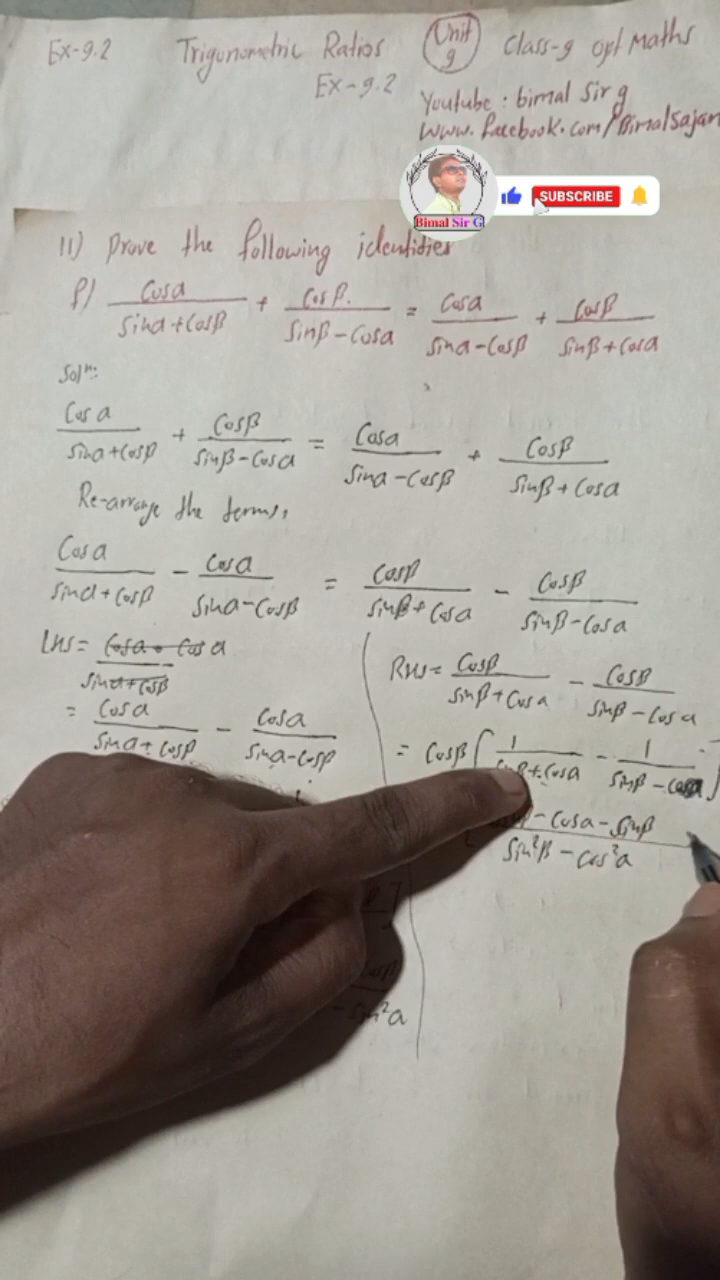 Ex-9.2 Trigonometric Ratios Unit 9 Class-9 opt Maths
Ex-9.2
Youtube : bimal Sir g
www.facebook.com/Bimalsajan
SUBSCRIBE
Bimal Sir G
11) Prove the following identities
f) Cosα/(Sinα+Cosβ) + Cosβ/(Sinβ-Cosα) = Cosα/(Sinα-Cosβ) + Cosβ/(Sinβ+Cosα)
Solⁿ:
Cosα/(Sinα+Cosβ) + Cosβ/(Sinβ-Cosα) = Cosα/(Sinα-Cosβ) + Cosβ/(Sinβ+Cosα)
Re-arrange the terms,
Cosα/(Sinα+Cosβ) - Cosα/(Sinα-Cosβ) = Cosβ/(Sinβ+Cosα) - Cosβ/(Sinβ-Cosα)
LHS =
= Cosα/(Sinα+Cosβ) - Cosα/(Sinα-Cosβ)
Cosβ
-Sin²α
RHS = Cosβ/(Sinβ+Cosα) - Cosβ/(Sinβ-Cosα)
= Cosβ[1/(Sinβ+Cosα) - 1/(Sinβ-Cosα)]
-Cosα-Sinβ/(Sin²β-Cos²α)